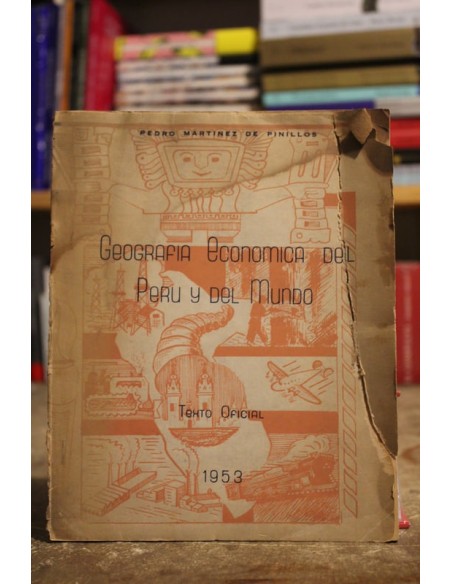 PEDRO MARTINEZ DE PINILLOS
GEOGRAFIA ECONOMICA DEL
PERU Y DEL MUNDO
TEXTO OFICIAL
1953